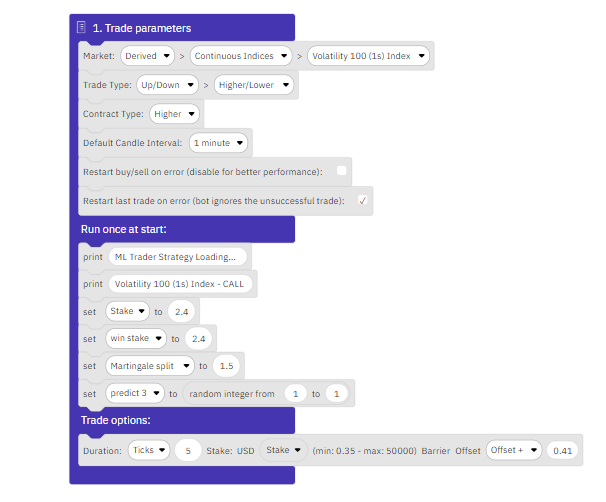 1. Trade parameters
Market: Derived > Continuous Indices > Volatility 100 (1s) Index
Trade Type: Up/Down > Higher/Lower
Contract Type: Higher
Default Candle Interval: 1 minute
Restart buy/sell on error (disable for better performance):
Restart last trade on error (bot ignores the unsuccessful trade): ✓
Run once at start:
print ML Trader Strategy Loading...
print Volatility 100 (1s) Index - CALL
set Stake to 2.4
set win stake to 2.4
set Martingale split to 1.5
set predict 3 to random integer from 1 to 1
Trade options:
Duration: Ticks 5 Stake: USD Stake (min: 0.35 - max: 50000) Barrier Offset Offset + 0.41